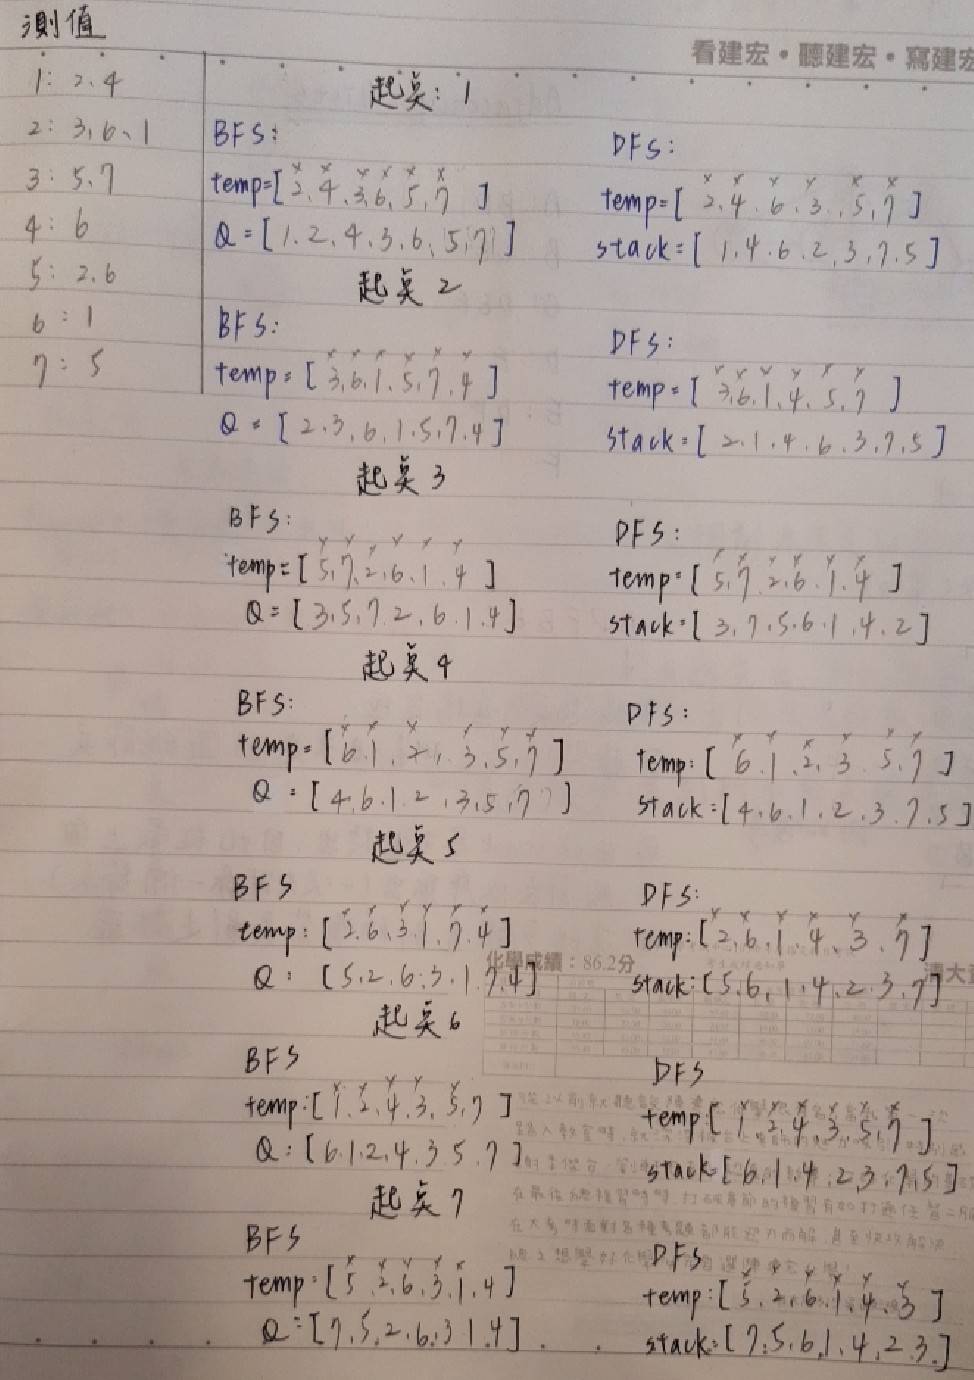 測值
看建宏・聽建宏・寫建宏
1: 2、4
起点: 1
2: 3、6、1
BFS:
DFS:
3: 5、7
temp=[2、4、3、6、5、7]
temp=[2、4、6、3、5、7]
4: 6
Q=[1、2、4、3、6、5、7]
stack=[1、4、6、2、3、7、5]
5: 2、6
起点 2
6: 1
BFS:
DFS:
7: 5
temp=[3、6、1、5、7、4]
temp=[3、6、1、4、5、7]
Q=[2、3、6、1、5、7、4]
stack=[2、1、4、6、3、7、5]
起点 3
BFS:
DFS:
temp=[5、7、2、6、1、4]
temp=[5、7、2、6、1、4]
Q=[3、5、7、2、6、1、4]
stack=[3、7、5、6、1、4、2]
起点 4
BFS:
DFS:
temp=[6、1、2、3、5、7]
temp:[6、1、2、3、5、7]
Q:[4、6、1、2、3、5、7]
stack:[4、6、1、2、3、7、5]
起点 5
BFS
DFS:
temp:[2、6、3、1、7、4]
temp:[2、6、1、4、3、7]
化學成績：86.2分
清大
Q:[5、2、6、3、1、7、4]
stack:[5、6、1、4、2、3、7]
起点 6
BFS
DFS
temp:[1、2、4、3、5、7]
temp:[1、2、4、3、5、7]
Q:[6、1、2、4、3、5、7]
stack:[6、1、4、2、3、7、5]
起点 7
BFS
DFS
temp:[5、2、6、3、1、4]
temp:[5、2、6、1、4、3]
Q:[7、5、2、6、3、1、4]
stack:[7、5、6、1、4、2、3]